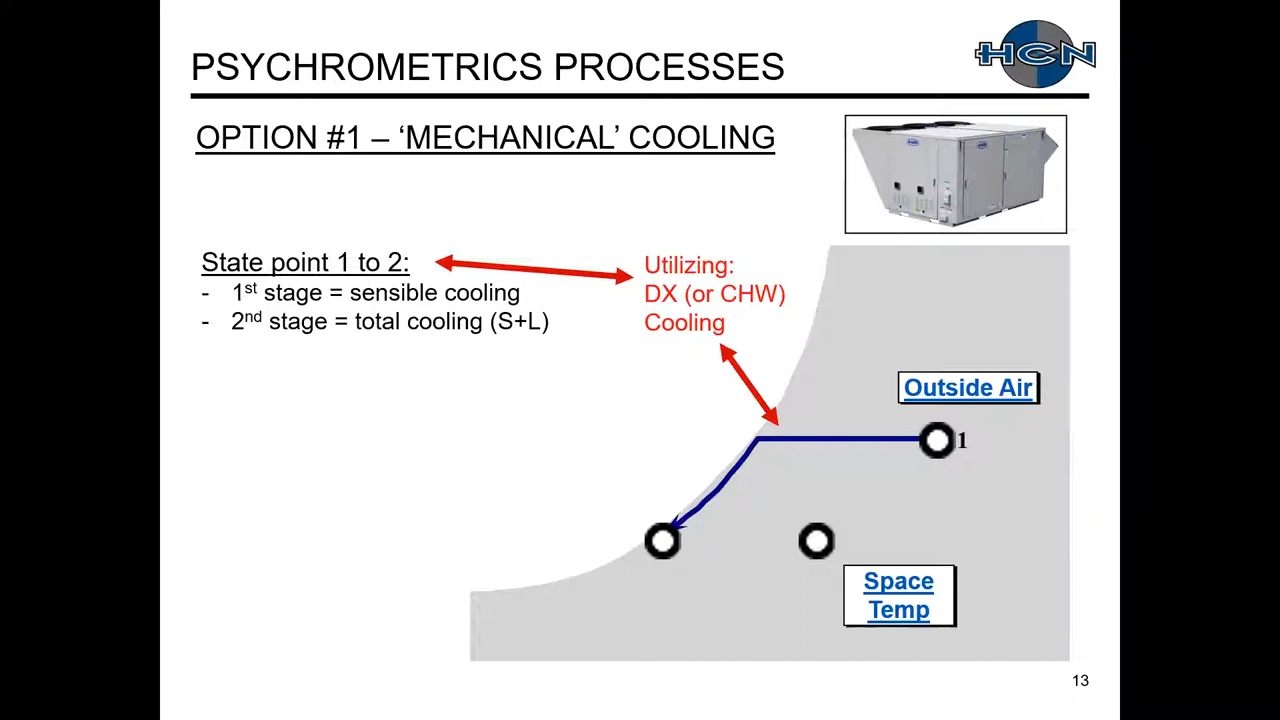 PSYCHROMETRICS PROCESSES
HCN
OPTION #1 – ‘MECHANICAL’ COOLING
State point 1 to 2:
- 1st stage = sensible cooling
- 2nd stage = total cooling (S+L)
Utilizing:
DX (or CHW)
Cooling
Outside Air
1
Space
Temp
13